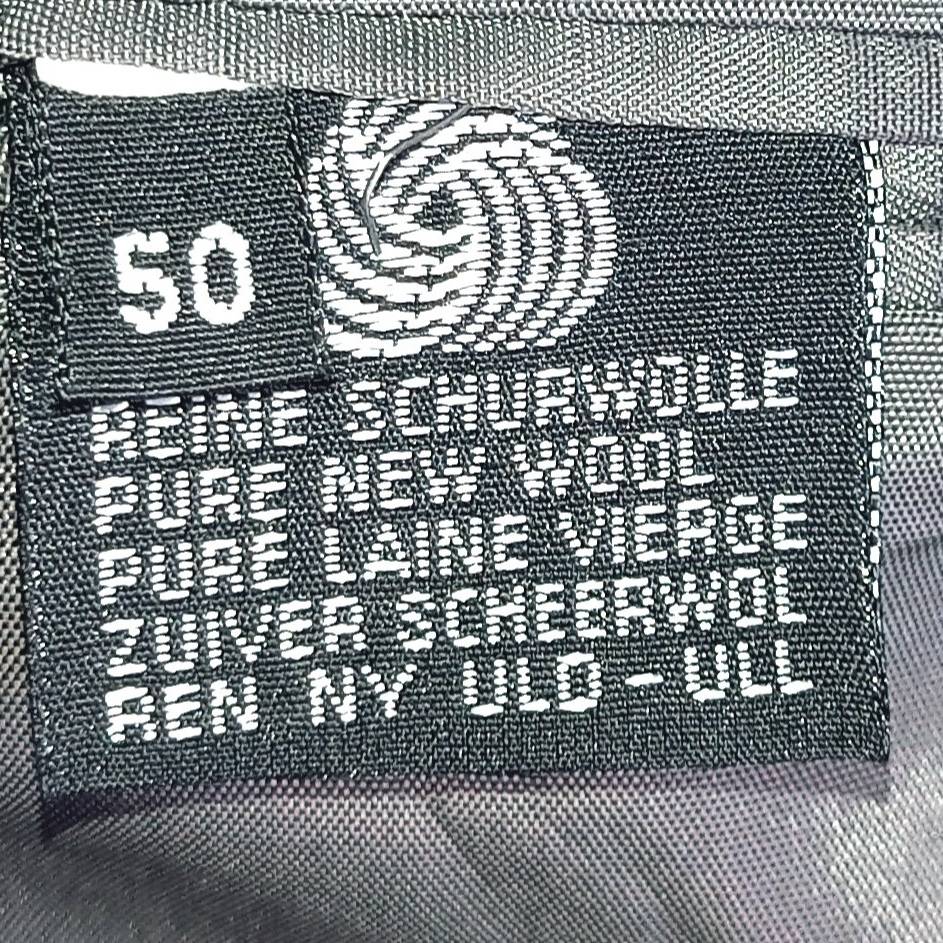 50
REINE SCHURWOLLE
PURE NEW WOOL
PURE LAINE VIERGE
ZUIVER SCHEERWOL
REN NY ULD - ULL